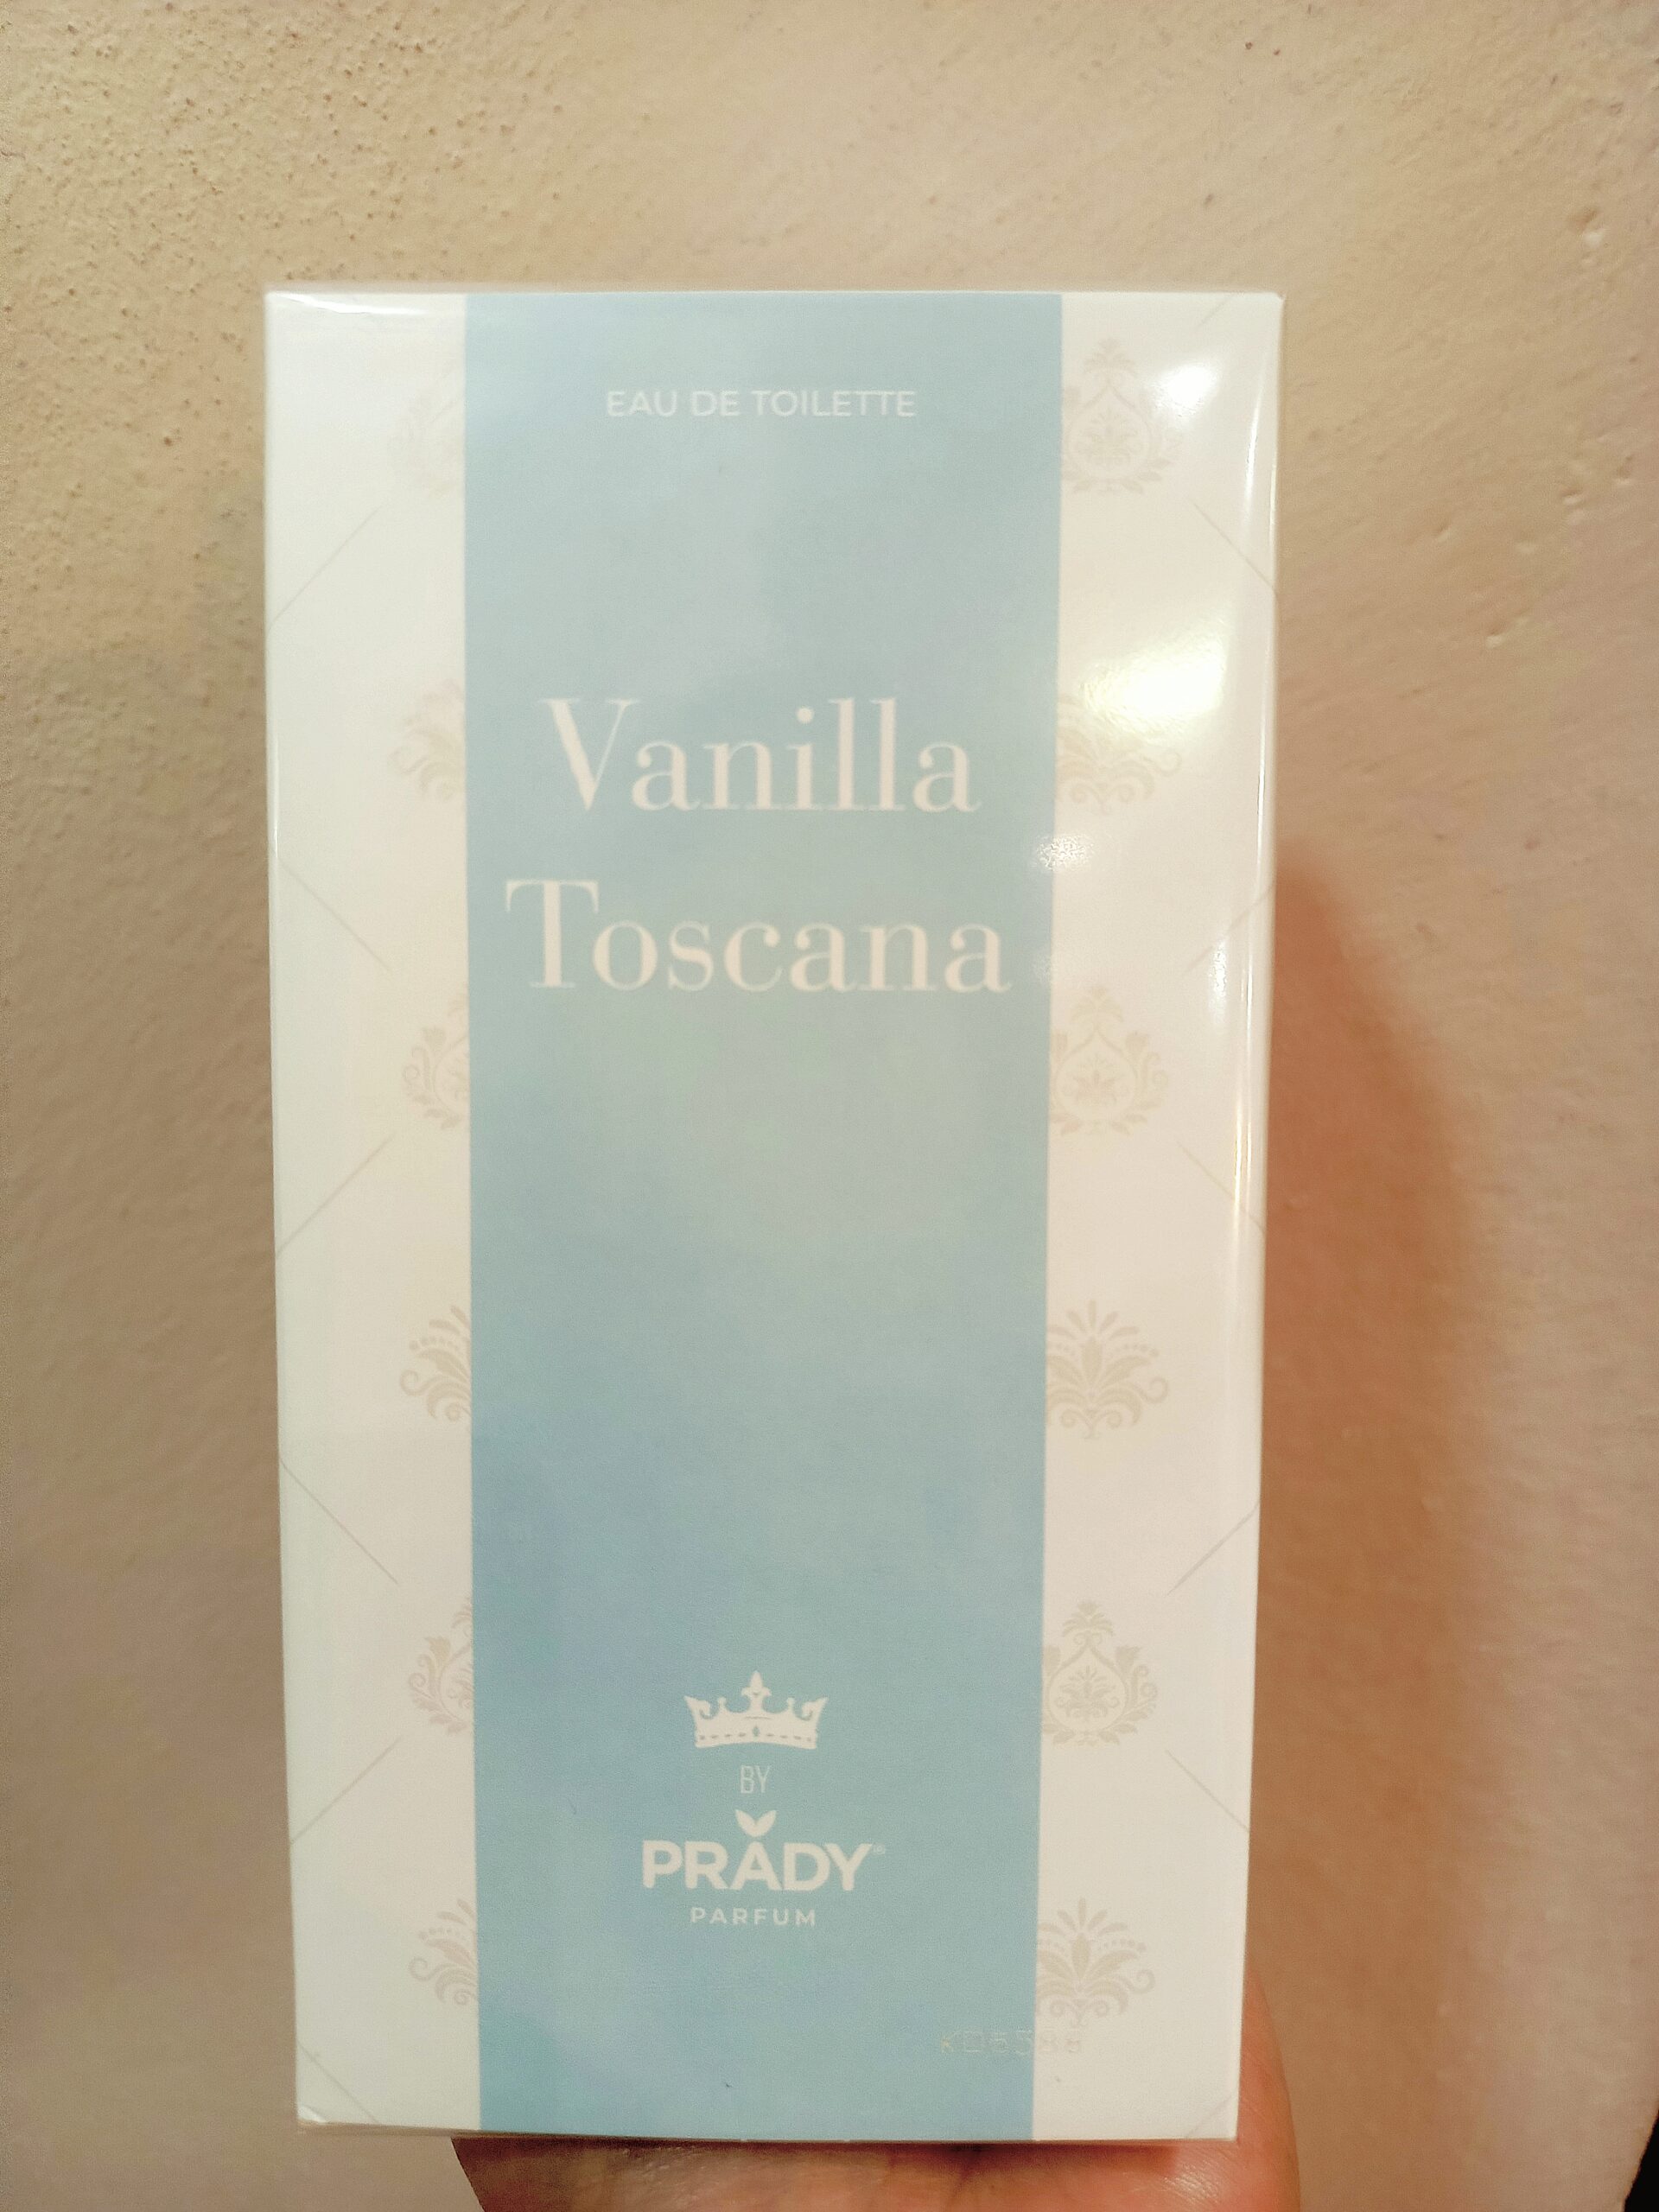 EAU DE TOILETTE
Vanilla
Toscana
BY
PRADY®
PARFUM